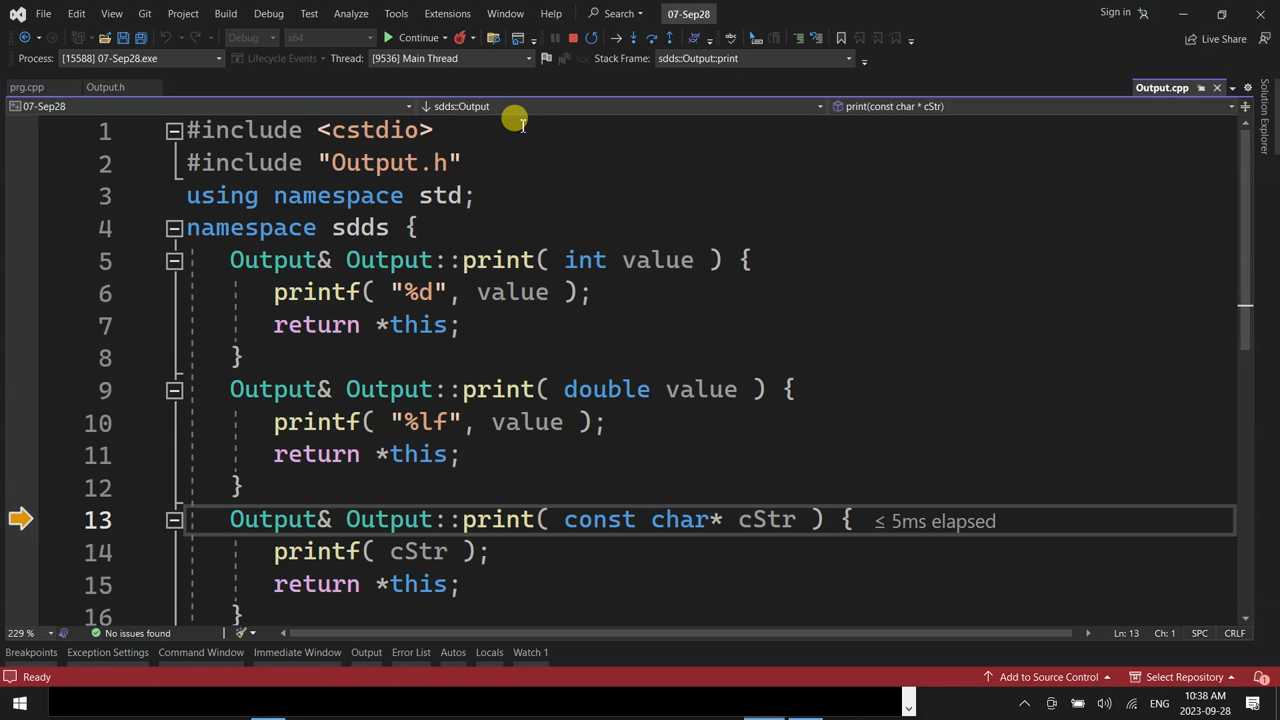 File Edit View Git Project Build Debug Test Analyze Tools Extensions Window Help Search 07-Sep28 Sign in
Debug x64 Continue Live Share
Process: [15588] 07-Sep28.exe Lifecycle Events Thread: [9536] Main Thread Stack Frame: sdds::Output::print
prg.cpp Output.h Output.cpp
07-Sep28 sdds::Output print(const char * cStr)
Solution Explorer
1 #include <cstdio>
2 #include "Output.h"
3 using namespace std;
4 namespace sdds {
5 Output& Output::print( int value ) {
6 printf( "%d", value );
7 return *this;
8 }
9 Output& Output::print( double value ) {
10 printf( "%lf", value );
11 return *this;
12 }
13 Output& Output::print( const char* cStr ) { ≤ 5ms elapsed
14 printf( cStr );
15 return *this;
16 }
229 % No issues found Ln: 13 Ch: 1 SPC CRLF
Breakpoints Exception Settings Command Window Immediate Window Output Error List Autos Locals Watch 1
Ready Add to Source Control Select Repository 1
ENG 10:38 AM 2023-09-28